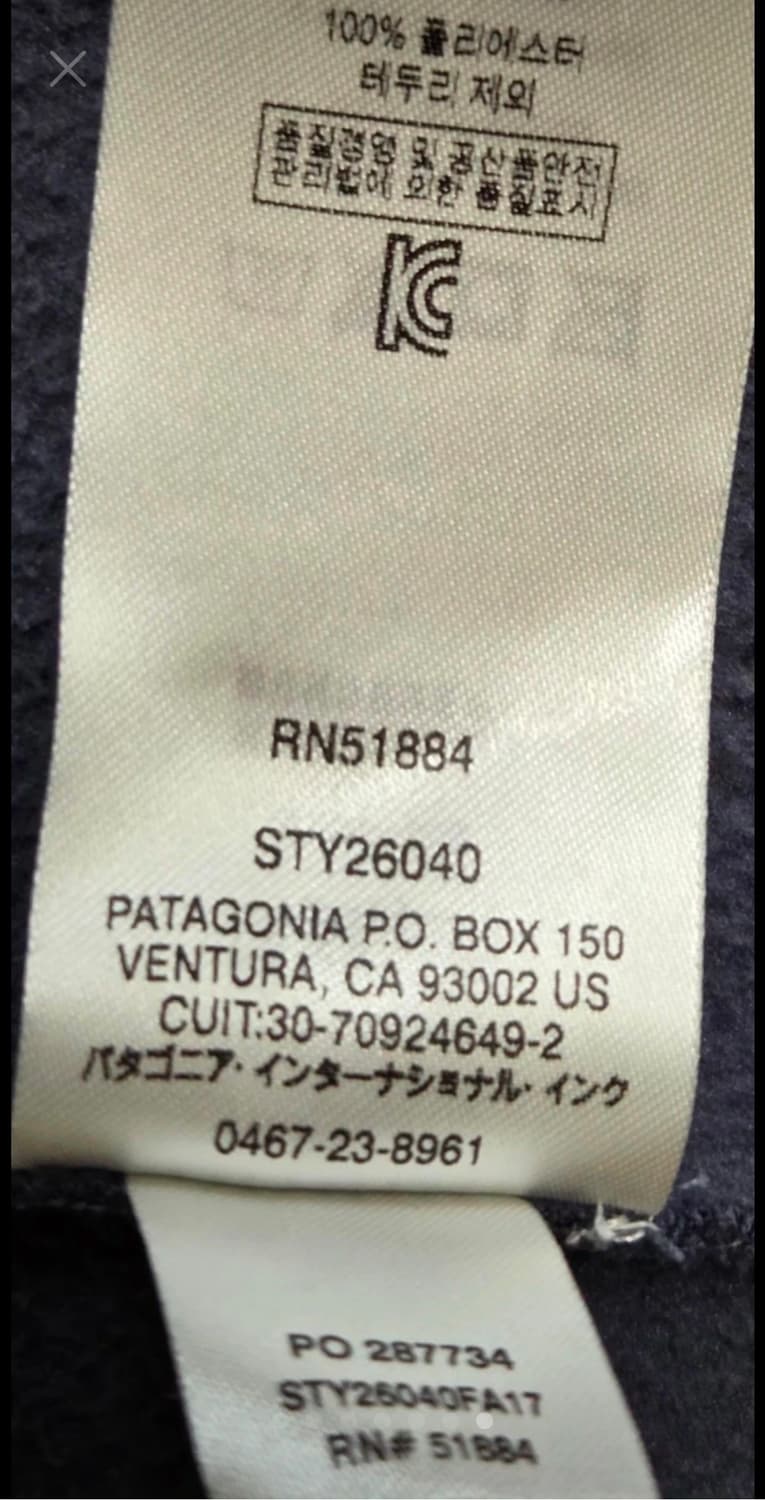 100% 폴리에스터
테두리 제외
품질경영 및 공산품안전
관리법에 의한 품질표시
RN51884
STY26040
PATAGONIA P.O. BOX 150
VENTURA, CA 93002 US
CUIT:30-70924649-2
パタゴニア・インターナショナル・インク
0467-23-8961
PO 287734
STY26040FA17
RN# 51884